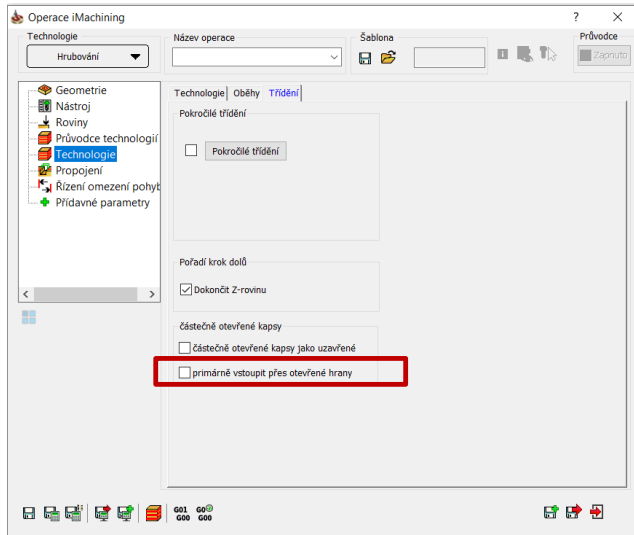 Operace iMachining
?
X
Technologie
Název operace
Šablona
Průvodce
Hrubování
Zapnuto
Geometrie
Nástroj
Roviny
Průvodce technologií
Technologie
Propojení
Řízení omezení pohyb
Přídavné parametry
Technologie Oběhy Třídění
Pokročilé třídění
Pokročilé třídění
Pořadí krok dolů
Dokončit Z-rovinu
částečně otevřené kapsy
částečně otevřené kapsy jako uzavřené
primárně vstoupit přes otevřené hrany
G01 G0
G00 G00